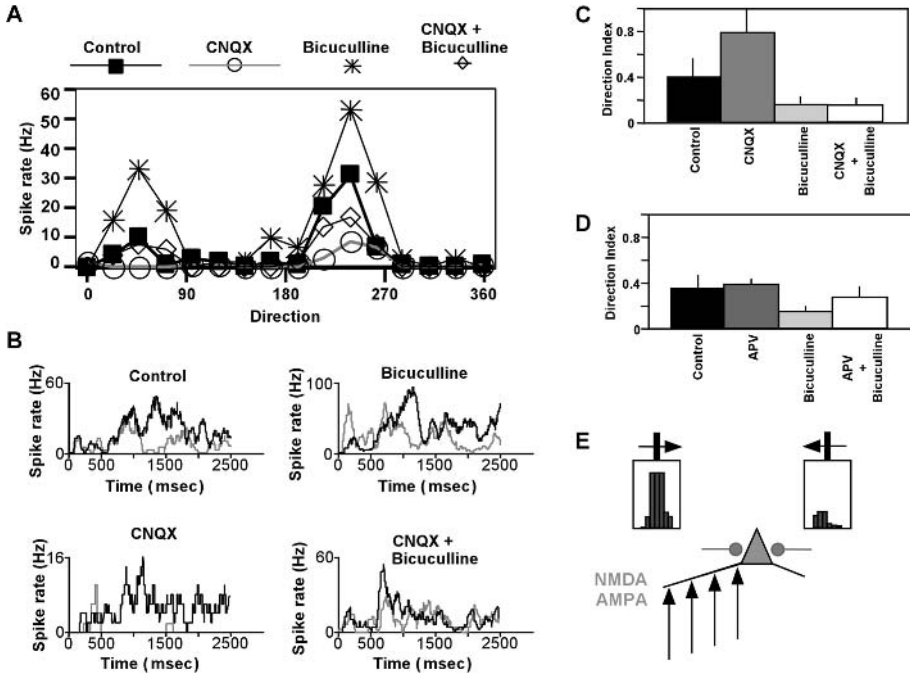 A
Control
CNQX
Bicuculline
CNQX +
Bicuculline
60
50
40
30
20
10
0
Spike rate (Hz)
0
90
180
270
360
Direction
B
Control
60
0
Spike rate (Hz)
0
500
1500
2500
Time (msec)
Bicuculline
100
0
Spike rate (Hz)
0
500
1500
2500
Time (msec)
CNQX
16
0
Spike rate (Hz)
0
500
1500
2500
Time (msec)
CNQX +
Bicuculline
60
0
Spike rate (Hz)
0
500
1500
2500
Time (msec)
C
0.8
0.4
0
Direction Index
Control
CNQX
Bicuculline
CNQX
+
Bicuculline
D
0.8
0.4
0
Direction Index
Control
APV
Bicuculline
APV
+
Bicuculline
E
NMDA
AMPA